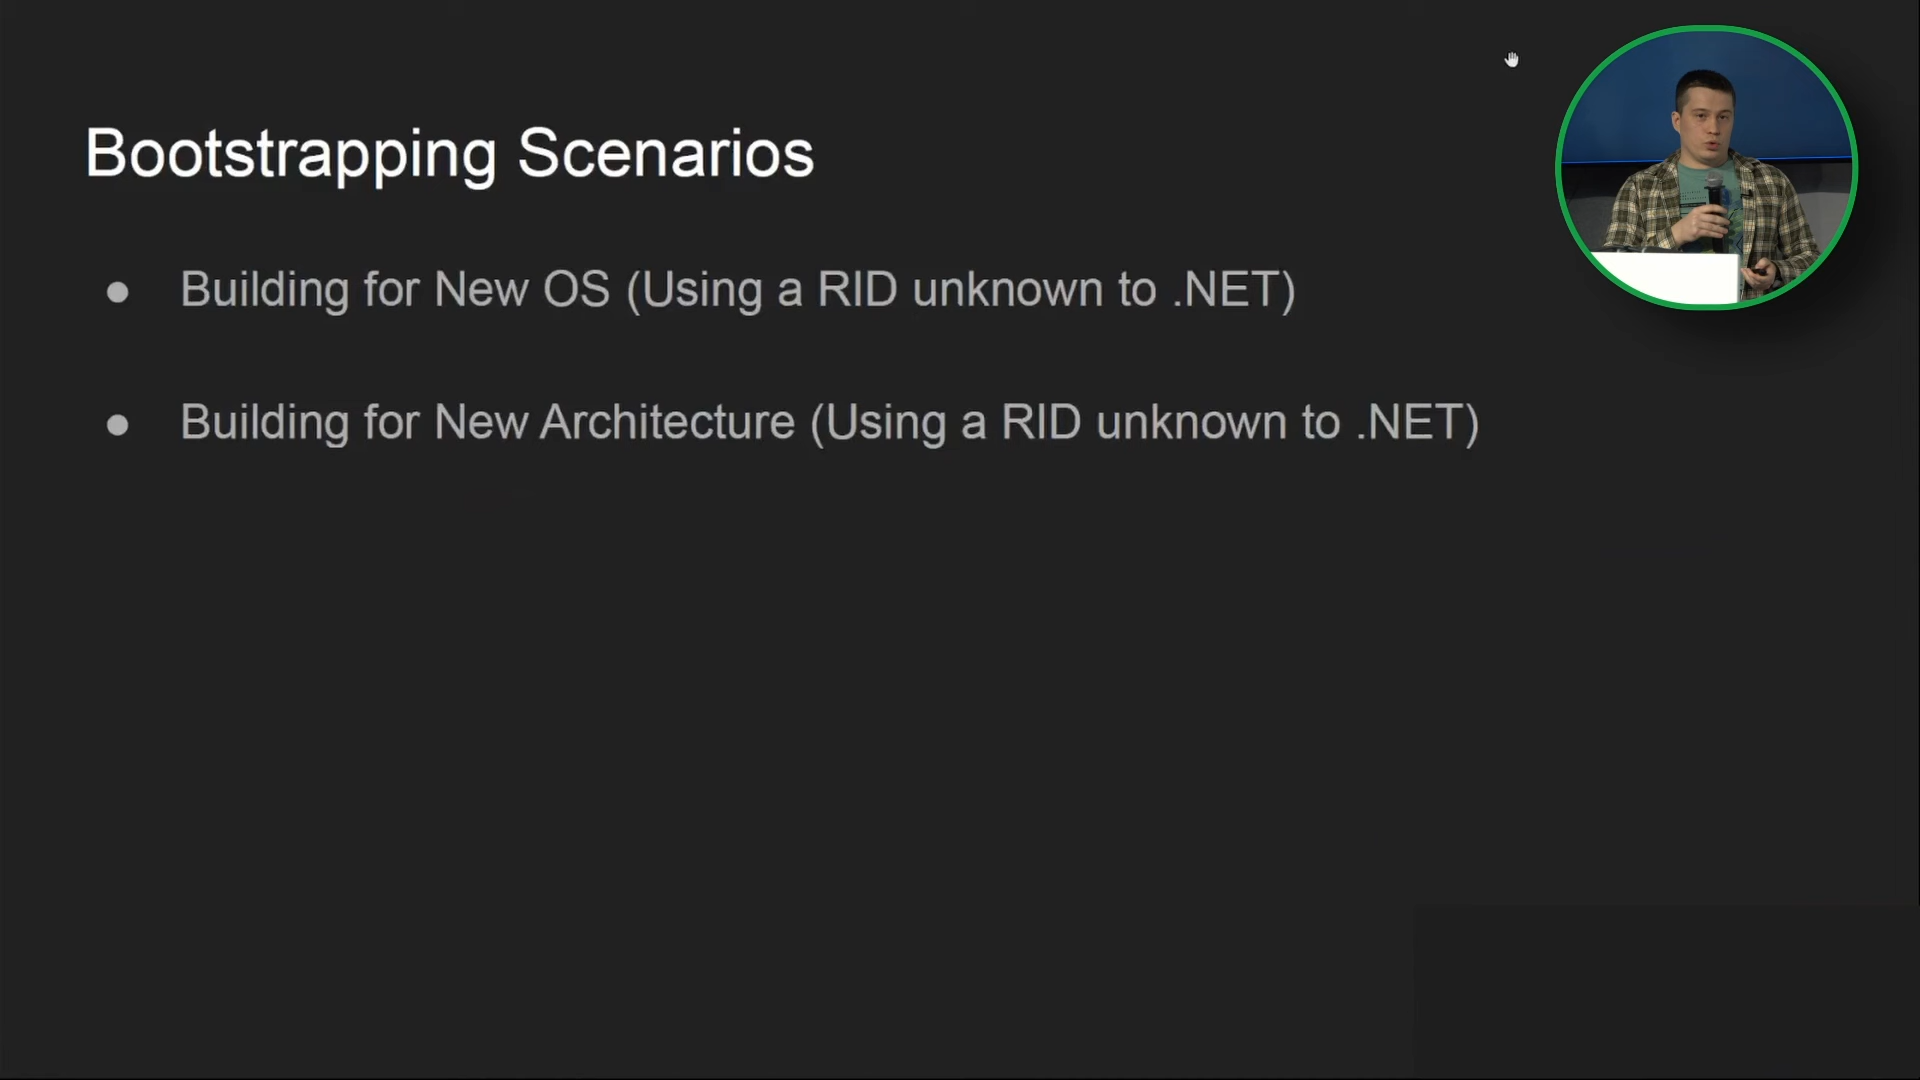 Bootstrapping Scenarios
● Building for New OS (Using a RID unknown to .NET)
● Building for New Architecture (Using a RID unknown to .NET)